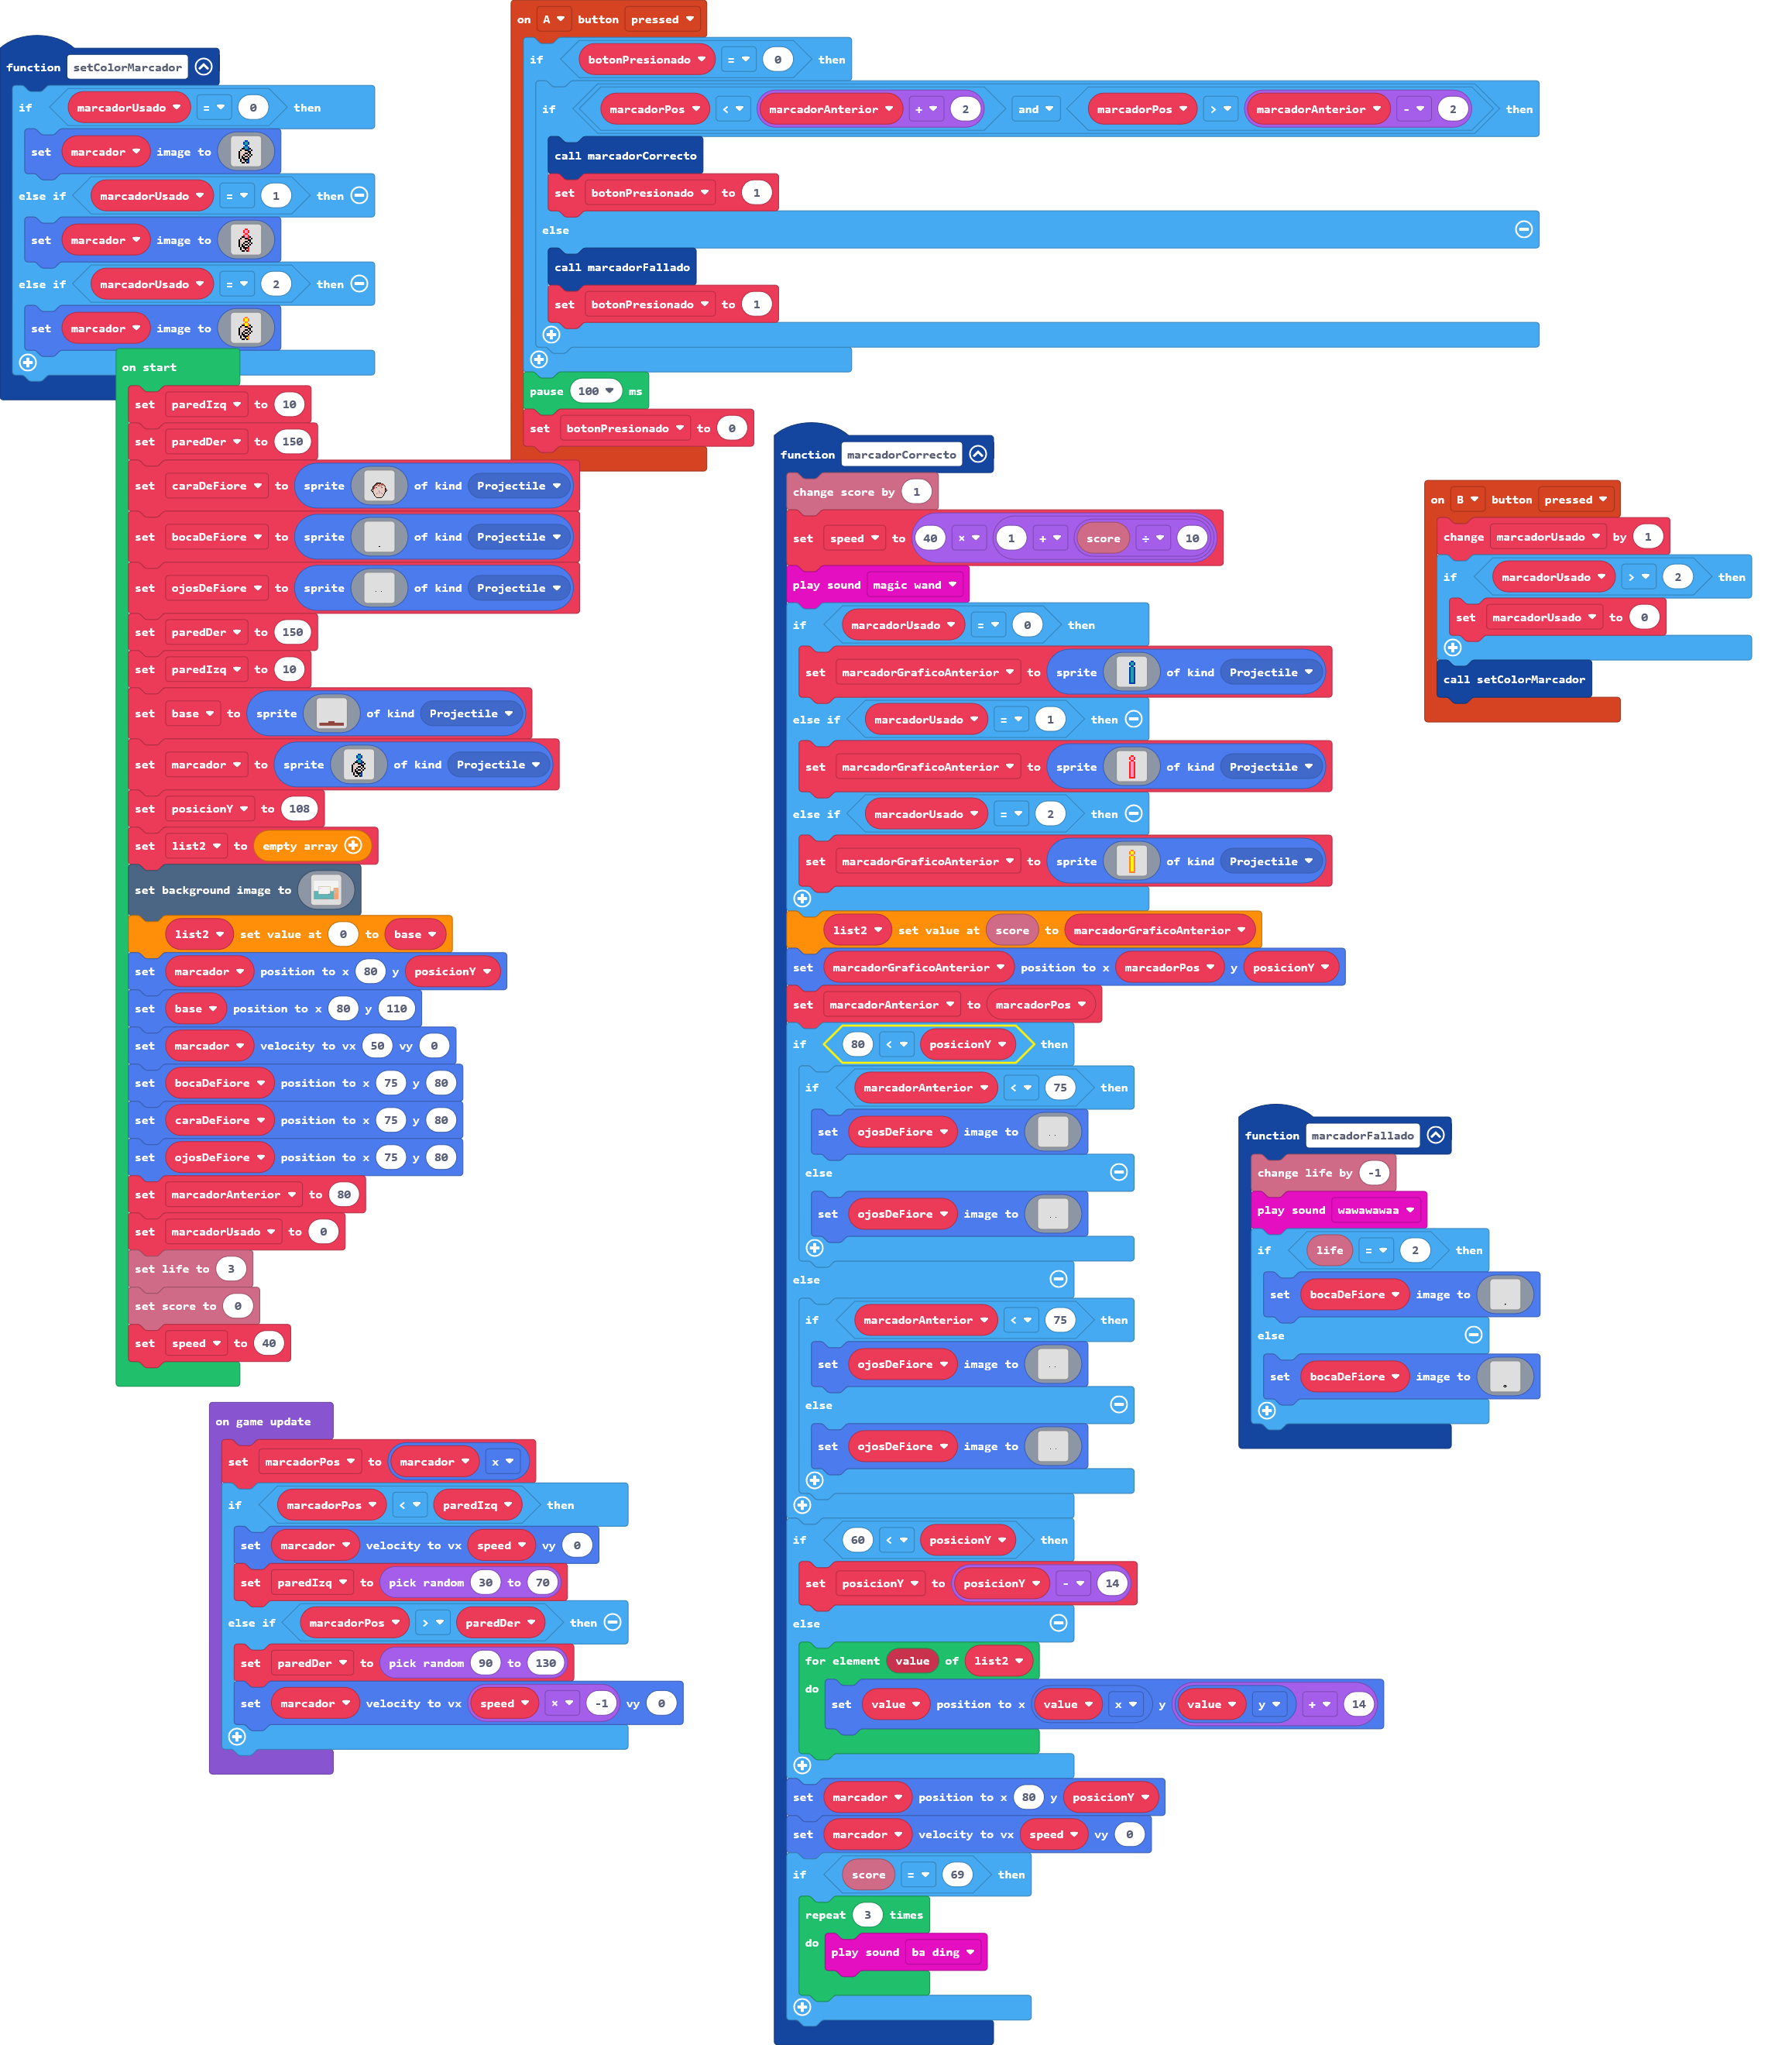 function setColorMarcador
if marcadorUsado = 0 then
set marcador image to
else if marcadorUsado = 1 then
set marcador image to
else if marcadorUsado = 2 then
set marcador image to
on start
set paredIzq to 10
set paredDer to 150
set caraDeFiore to sprite of kind Projectile
set bocaDeFiore to sprite of kind Projectile
set ojosDeFiore to sprite of kind Projectile
set paredDer to 150
set paredIzq to 10
set base to sprite of kind Projectile
set marcador to sprite of kind Projectile
set posicionY to 108
set list2 to empty array
set background image to
list2 set value at 0 to base
set marcador position to x 80 y posicionY
set base position to x 80 y 110
set marcador velocity to vx 50 vy 0
set bocaDeFiore position to x 75 y 80
set caraDeFiore position to x 75 y 80
set ojosDeFiore position to x 75 y 80
set marcadorAnterior to 80
set marcadorUsado to 0
set life to 3
set score to 0
set speed to 40
on game update
set marcadorPos to marcador x
if marcadorPos < paredIzq then
set marcador velocity to vx speed vy 0
set paredIzq to pick random 30 to 70
else if marcadorPos > paredDer then
set paredDer to pick random 90 to 130
set marcador velocity to vx speed × -1 vy 0
on A button pressed
if botonPresionado = 0 then
if marcadorPos < marcadorAnterior + 2 and marcadorPos > marcadorAnterior - 2 then
call marcadorCorrecto
set botonPresionado to 1
else
call marcadorFallado
set botonPresionado to 1
pause 100 ms
set botonPresionado to 0
function marcadorCorrecto
change score by 1
set speed to 40 × 1 + score ÷ 10
play sound magic wand
if marcadorUsado = 0 then
set marcadorGraficoAnterior to sprite of kind Projectile
else if marcadorUsado = 1 then
set marcadorGraficoAnterior to sprite of kind Projectile
else if marcadorUsado = 2 then
set marcadorGraficoAnterior to sprite of kind Projectile
list2 set value at score to marcadorGraficoAnterior
set marcadorGraficoAnterior position to x marcadorPos y posicionY
set marcadorAnterior to marcadorPos
if 80 < posicionY then
if marcadorAnterior < 75 then
set ojosDeFiore image to
else
set ojosDeFiore image to
else
if marcadorAnterior < 75 then
set ojosDeFiore image to
else
set ojosDeFiore image to
if 60 < posicionY then
set posicionY to posicionY - 14
else
for element value of list2
do
set value position to x value x y value y + 14
set marcador position to x 80 y posicionY
set marcador velocity to vx speed vy 0
if score = 69 then
repeat 3 times
do
play sound ba ding
on B button pressed
change marcadorUsado by 1
if marcadorUsado > 2 then
set marcadorUsado to 0
call setColorMarcador
function marcadorFallado
change life by -1
play sound wawawawaa
if life = 2 then
set bocaDeFiore image to
else
set bocaDeFiore image to